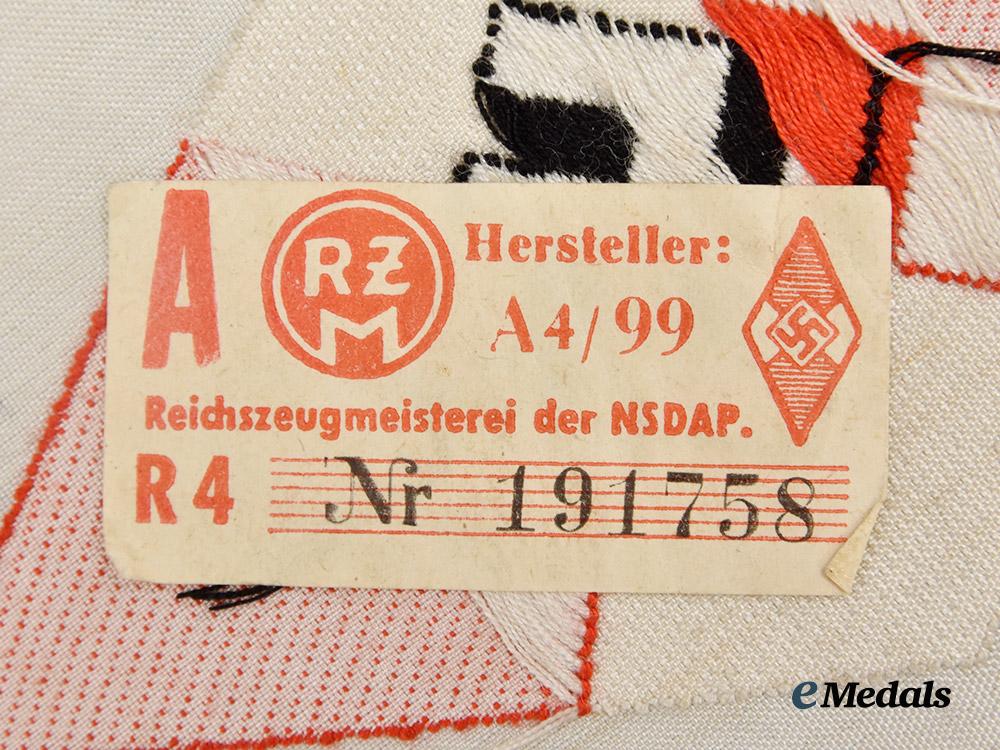 A
RZM
Hersteller:
A4/99
Reichszeugmeisterei der NSDAP.
R4 Nr 191758
eMedals